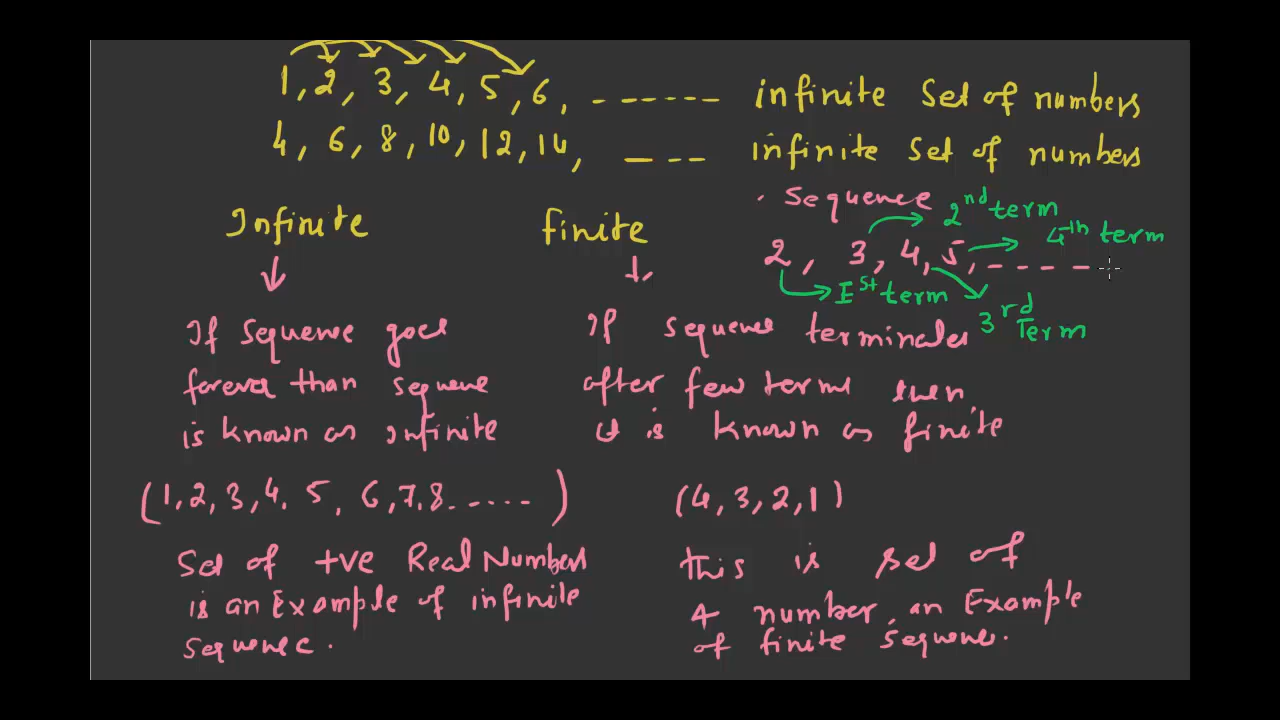 1, 2, 3, 4, 5, 6, ------ infinite set of numbers
4, 6, 8, 10, 12, 14, --- infinite set of numbers
. Sequence
Infinite finite
2, 3, 4, 5, ----
2nd term
4th term
Est term
3rd Term
If sequence goes
forever than sequence
is known as infinite
If sequence terminates
after few terms then
it is known as finite
(1, 2, 3, 4, 5, 6, 7, 8......)
(4, 3, 2, 1)
Set of +ve Real Numbers
is an Example of infinite
sequence.
this is set of
4 number, an Example
of finite sequence.